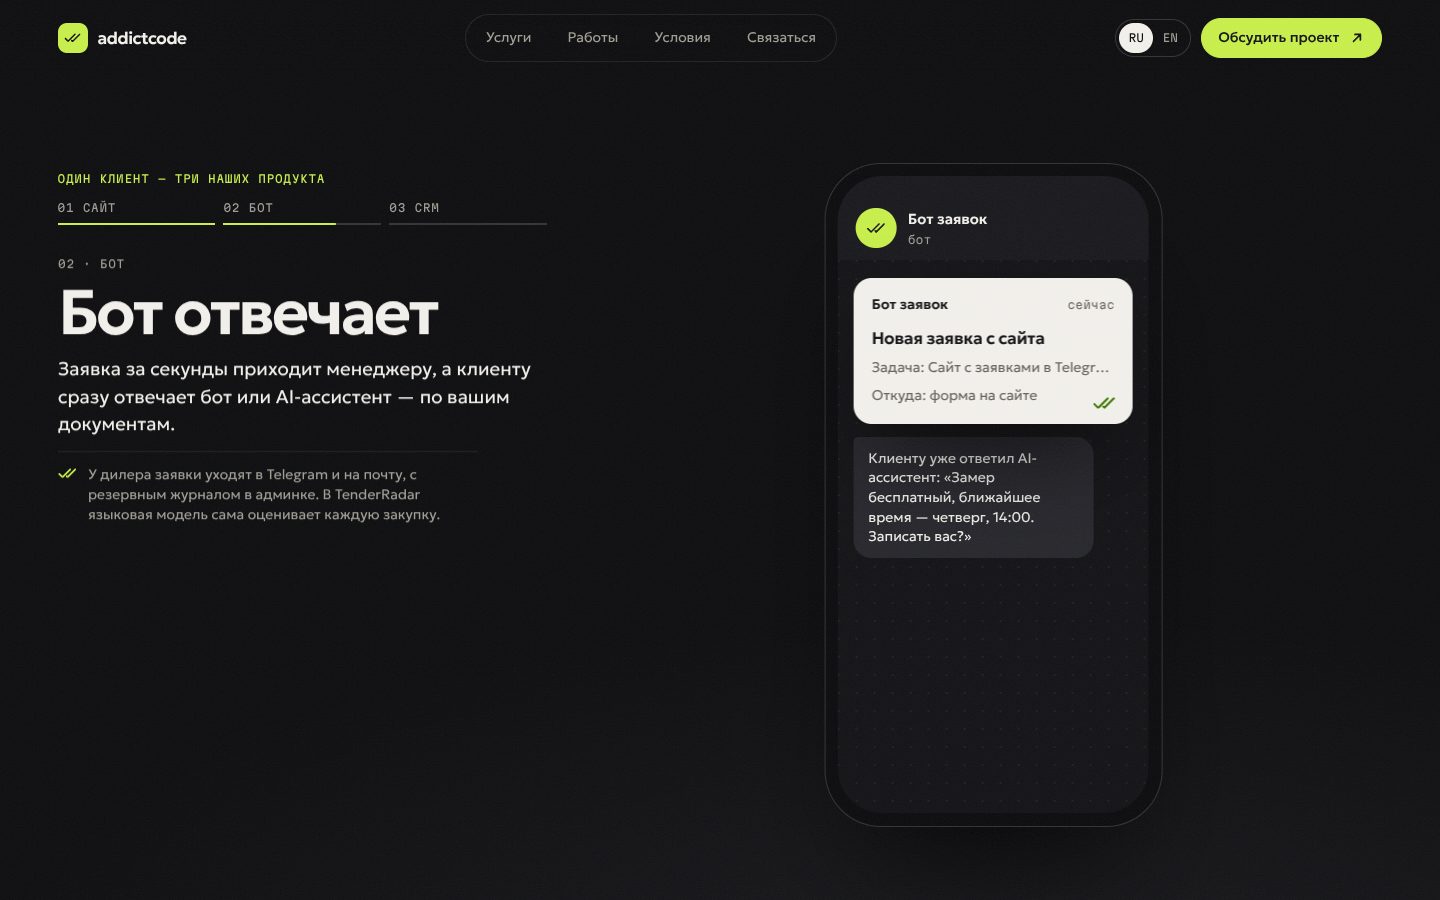 addictcode
Услуги
Работы
Условия
Связаться
RU
EN
Обсудить проект
ОДИН КЛИЕНТ — ТРИ НАШИХ ПРОДУКТА
01 САЙТ
02 БОТ
03 CRM
02 · БОТ
Бот отвечает
Заявка за секунды приходит менеджеру, а клиенту
сразу отвечает бот или AI-ассистент — по вашим
документам.
У дилера заявки уходят в Telegram и на почту, с
резервным журналом в админке. В TenderRadar
языковая модель сама оценивает каждую закупку.
Бот заявок
бот
Бот заявок
сейчас
Новая заявка с сайта
Задача: Сайт с заявками в Telegr...
Откуда: форма на сайте
Клиенту уже ответил AI-
ассистент: «Замер
бесплатный, ближайшее
время — четверг, 14:00.
Записать вас?»